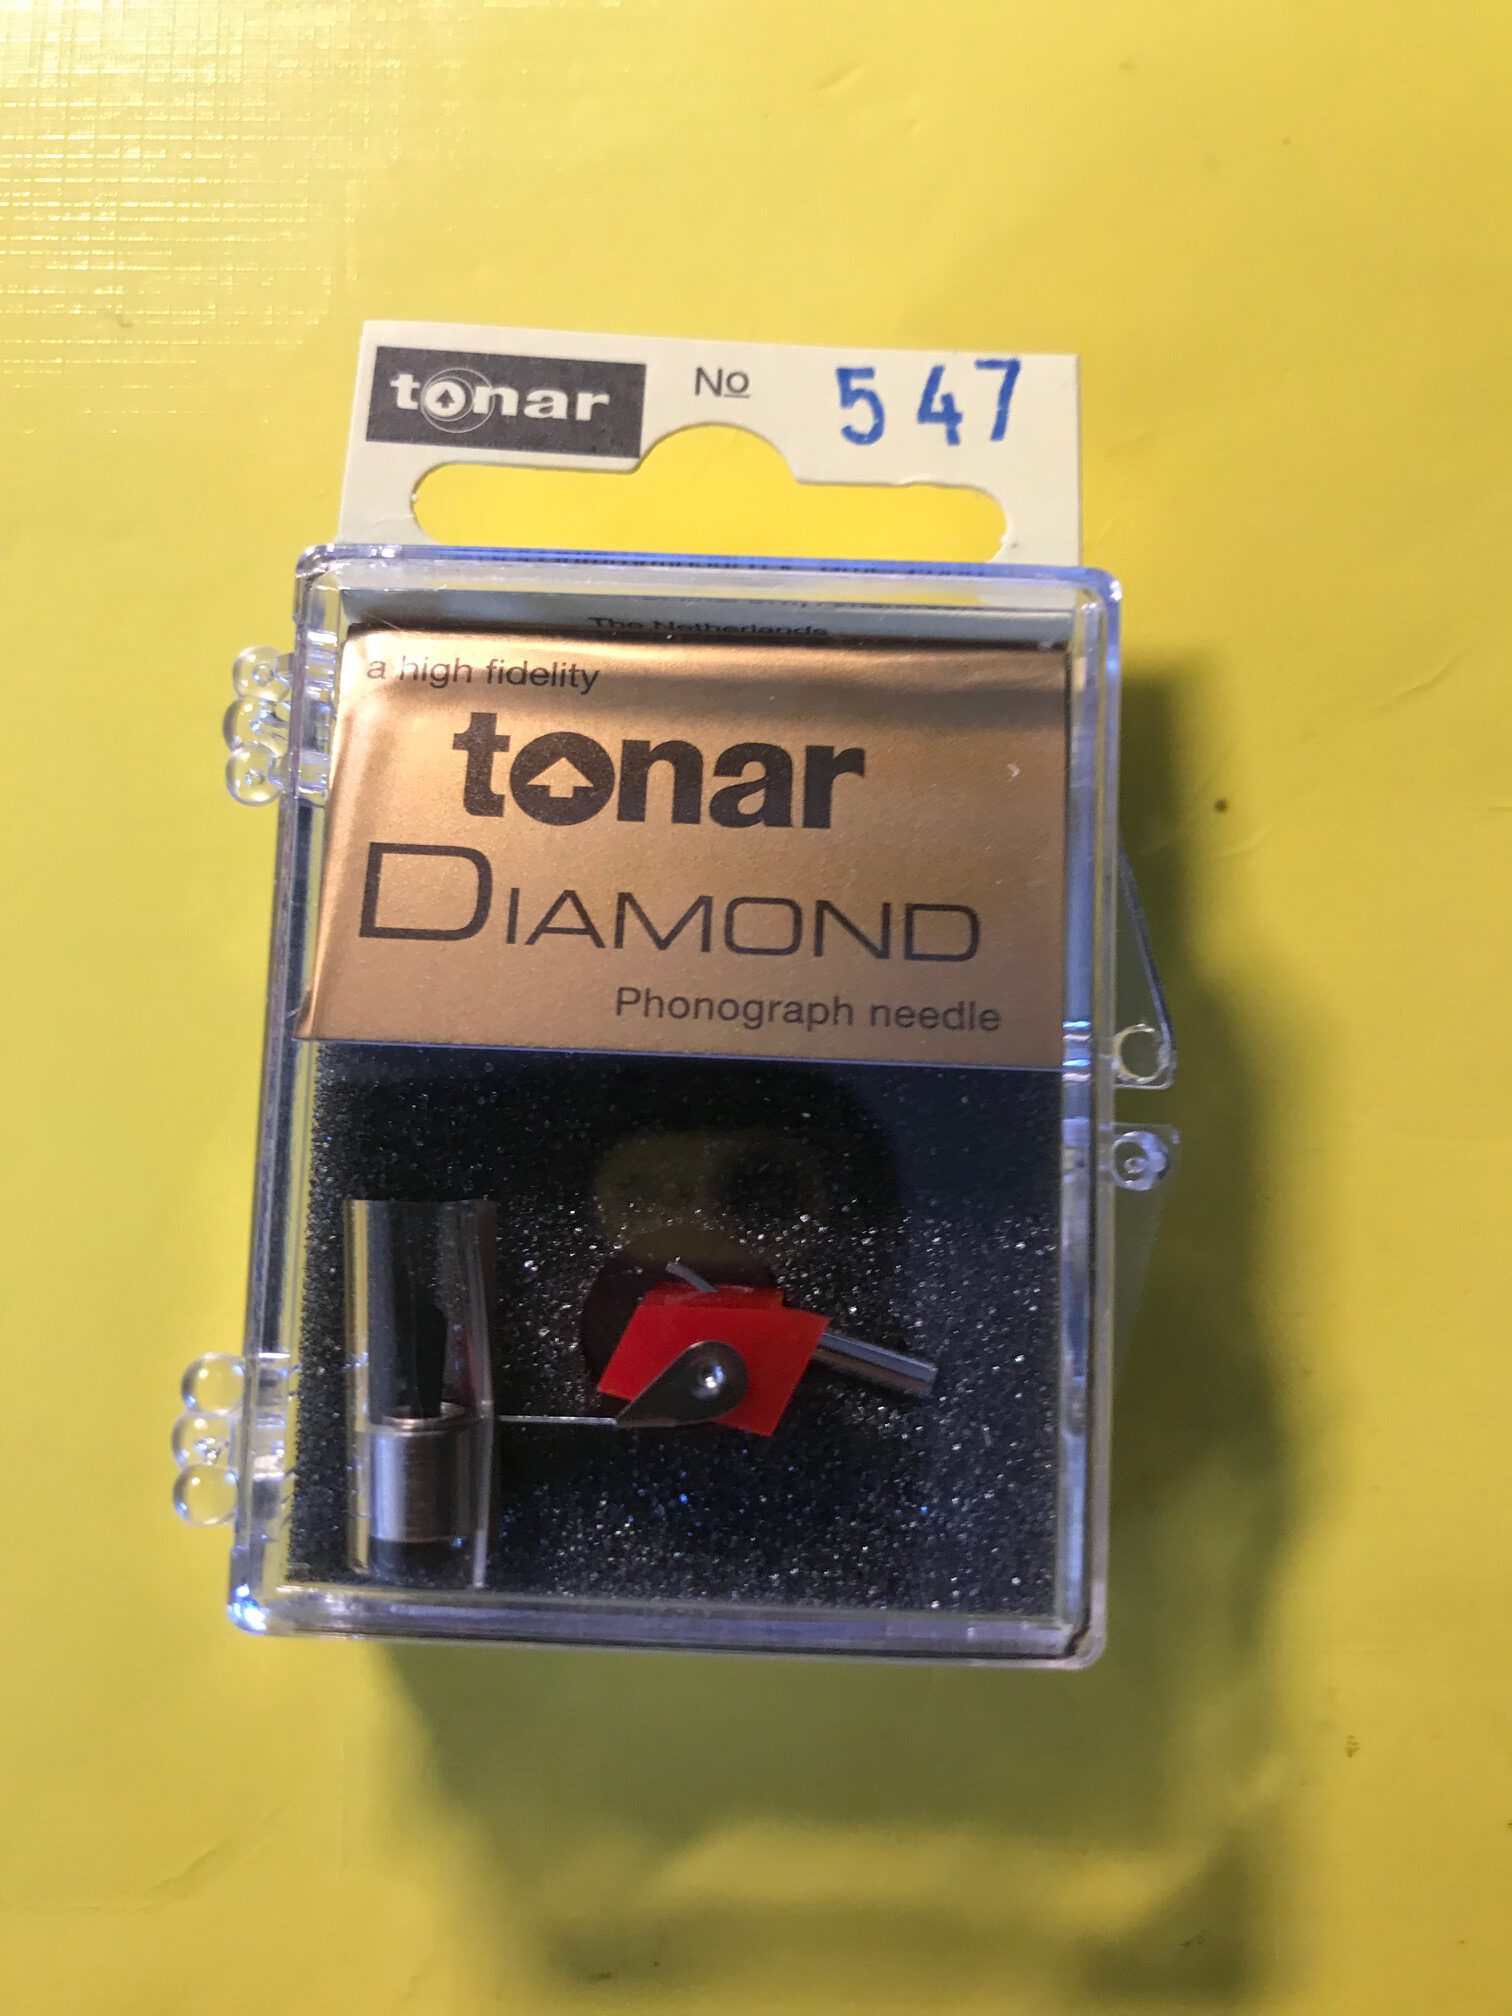 tonar No 547
The Netherlands
a high fidelity
tonar
DIAMOND
Phonograph needle